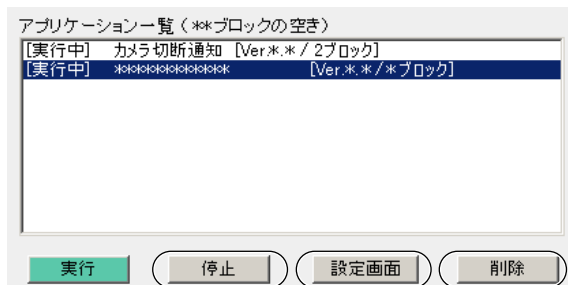 アプリケーション一覧（**ブロックの空き）
[実行中] カメラ切断通知 [Ver.*.* / 2ブロック]
[実行中] ************* [Ver.*.*/*ブロック]
実行 停止 設定画面 削除